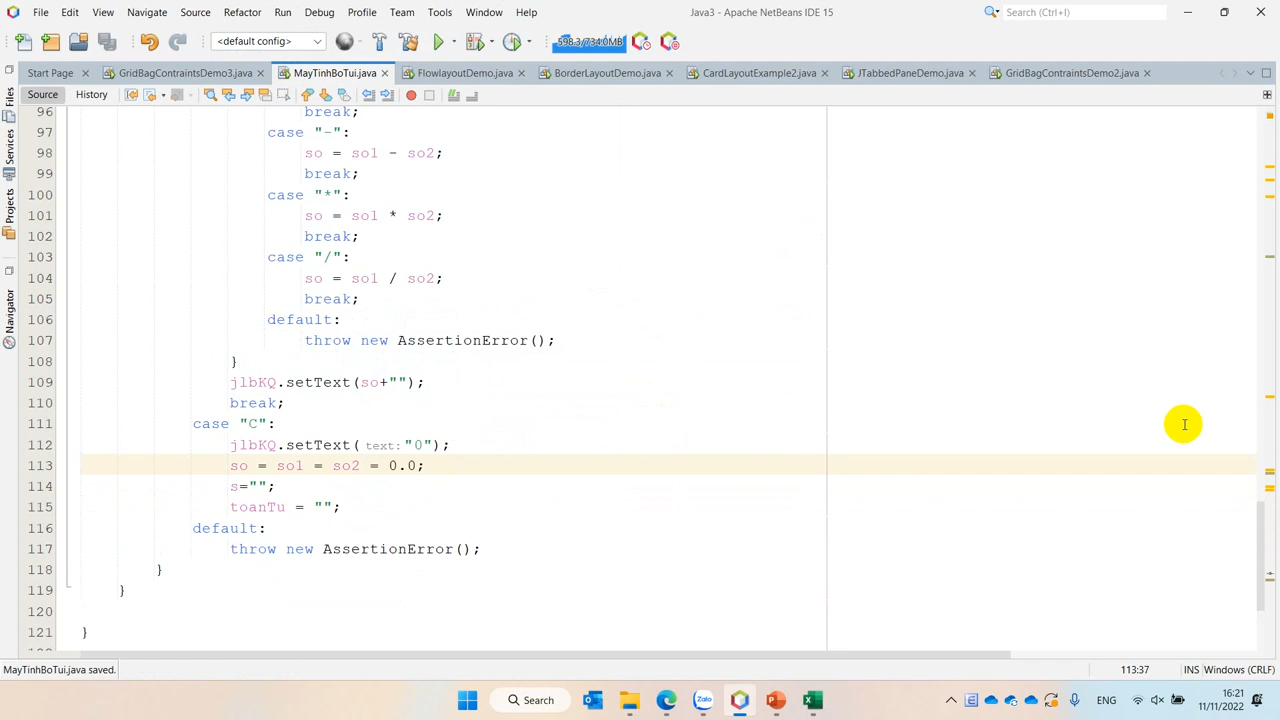 File Edit View Navigate Source Refactor Run Debug Profile Team Tools Window Help
Java3 - Apache NetBeans IDE 15
Search (Ctrl+I)
<default config>
598.3/734.0MB
Start Page
GridBagContraintsDemo3.java
MayTinhBoTui.java
FlowlayoutDemo.java
BorderLayoutDemo.java
CardLayoutExample2.java
JTabbedPaneDemo.java
GridBagContraintsDemo2.java
Source
History
Files
Services
Projects
Navigator
96 break;
97 case "-":
98 so = so1 - so2;
99 break;
100 case "*":
101 so = so1 * so2;
102 break;
103 case "/":
104 so = so1 / so2;
105 break;
106 default:
107 throw new AssertionError();
108 }
109 jlbKQ.setText(so+"");
110 break;
111 case "C":
112 jlbKQ.setText( text: "0");
113 so = so1 = so2 = 0.0;
114 s="";
115 toanTu = "";
116 default:
117 throw new AssertionError();
118 }
119 }
120
121 }
MayTinhBoTui.java saved.
113:37
INS
Windows (CRLF)
Search
Zalo
ENG
16:21
11/11/2022